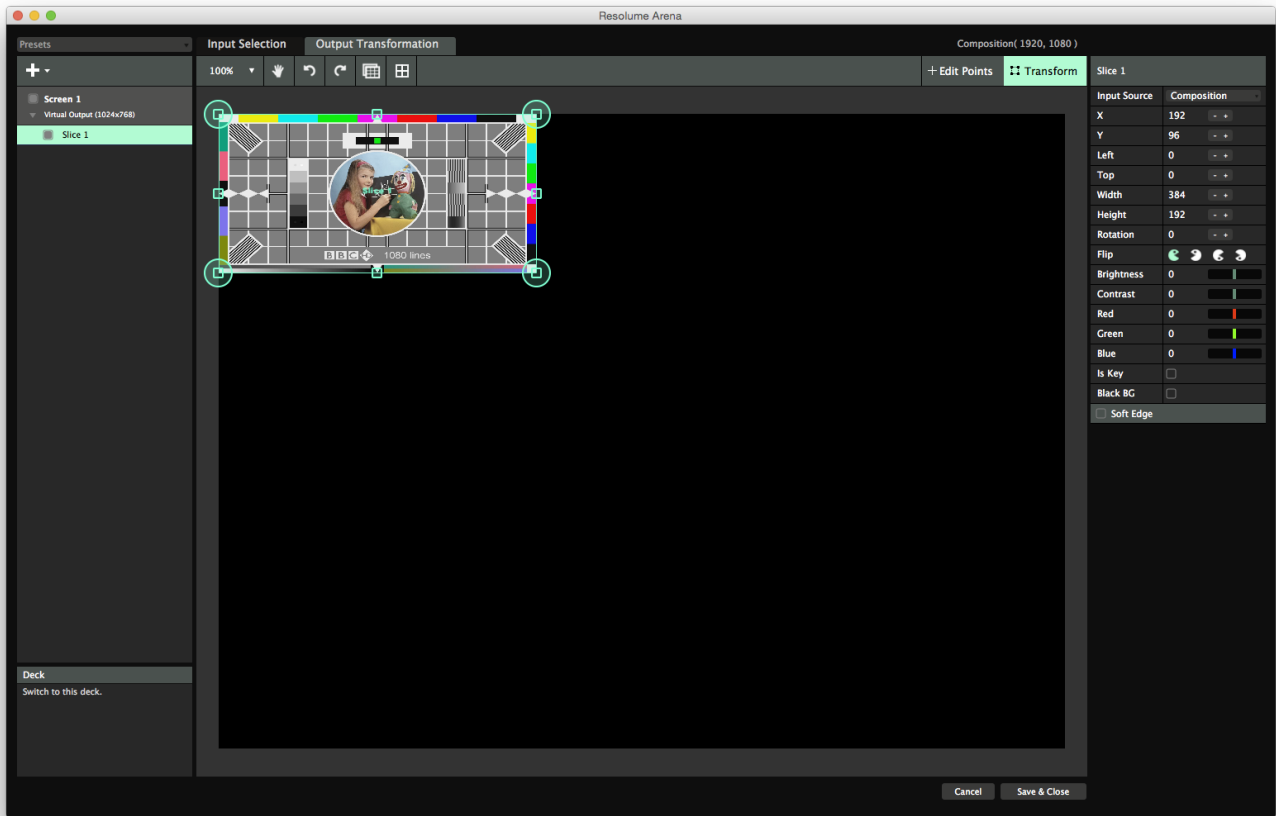 Resolume Arena
Presets
Input Selection
Output Transformation
Composition( 1920, 1080 )
100%
Edit Points
Transform
Slice 1
Screen 1
Virtual Output (1024x768)
Slice 1
Input Source Composition
X 192 - +
Y 96 - +
Left 0 - +
Top 0 - +
Width 384 - +
Height 192 - +
Rotation 0 - +
Flip
Brightness 0
Contrast 0
Red 0
Green 0
Blue 0
Is Key
Black BG
Soft Edge
Slice 1
BBC 1080 lines
Deck
Switch to this deck.
Cancel
Save & Close